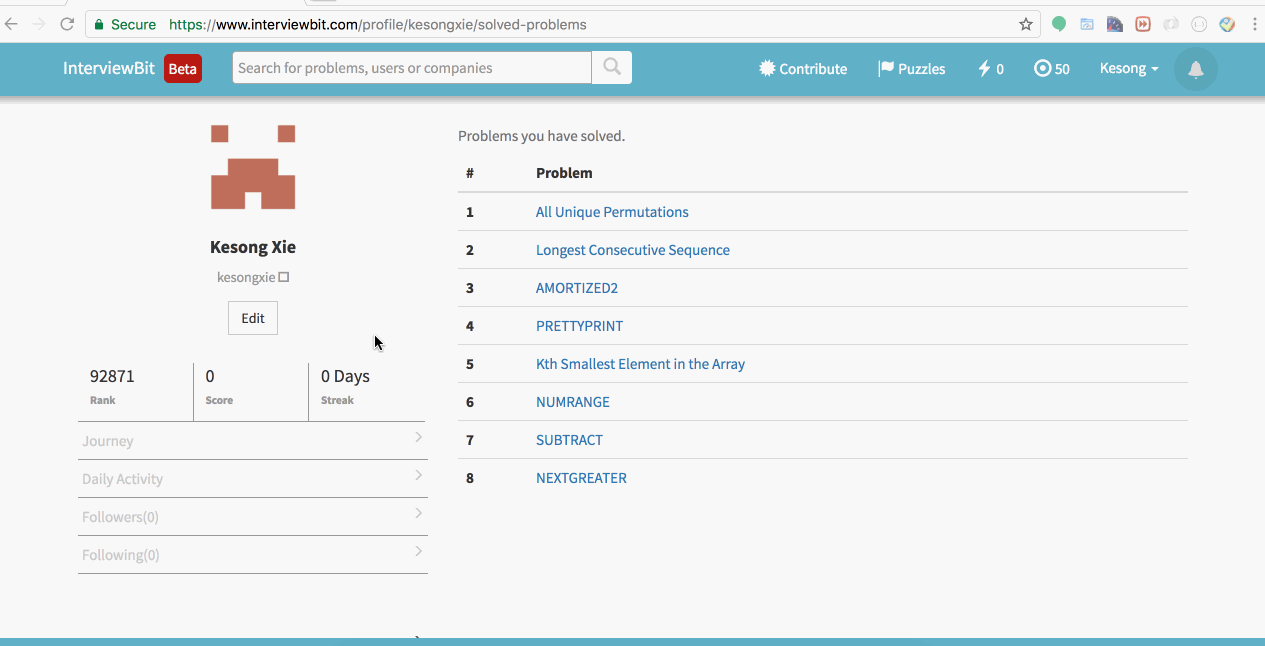 Secure https://www.interviewbit.com/profile/kesongxie/solved-problems
InterviewBit Beta Search for problems, users or companies Contribute Puzzles 0 50 Kesong
Kesong Xie
kesongxie
Edit
92871 0 0 Days
Rank Score Streak
Journey
Daily Activity
Followers(0)
Following(0)
Problems you have solved.
# Problem
1 All Unique Permutations
2 Longest Consecutive Sequence
3 AMORTIZED2
4 PRETTYPRINT
5 Kth Smallest Element in the Array
6 NUMRANGE
7 SUBTRACT
8 NEXTGREATER